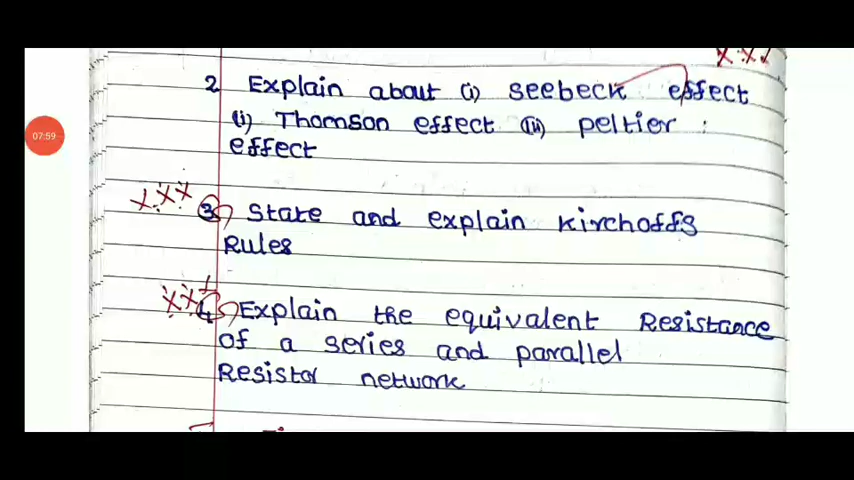 2 Explain about (i) seebeck effect
(ii) Thomson effect (iii) peltier :
effect
07:59
3 State and explain kirchoffs
Rules
4 Explain the equivalent Resistance
of a series and parallel
Resistor network